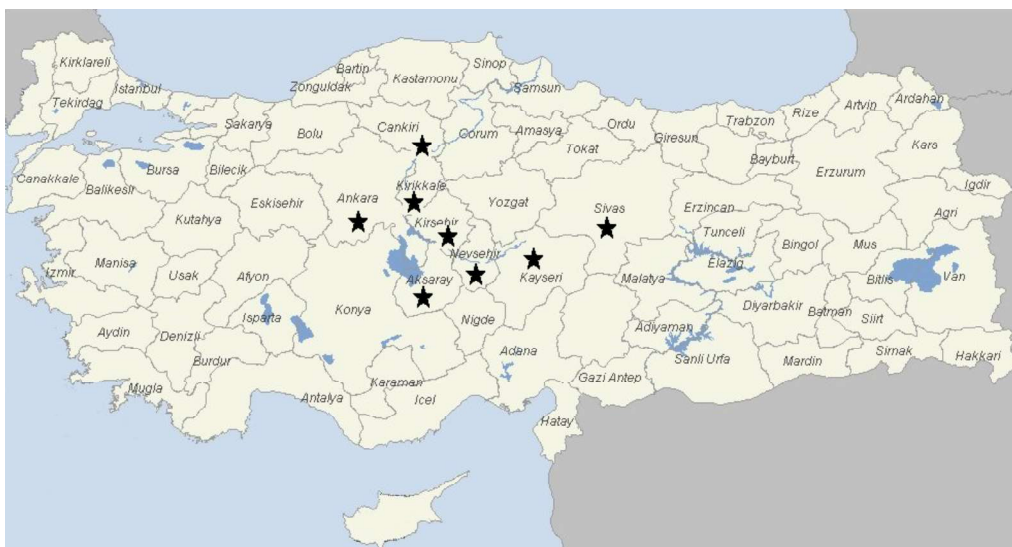 Kirklareli
Tekirdag
Istanbul
Sakarya
Zonguldak
Bartin
Kastamonu
Sinop
Samsun
Bolu
Cankiri
Corum
Amasya
Ordu
Tokat
Giresun
Trabzon
Rize
Artvin
Ardahan
Bayburt
Kars
Erzurum
Igdir
Agri
Canakkale
Balikesir
Bursa
Bilecik
Eskisehir
Ankara
Kirikkale
Yozgat
Sivas
Erzincan
Kutahya
Kirsehir
Tunceli
Nevsehir
Bingol
Mus
Izmir
Manisa
Usak
Afyon
Aksaray
Kayseri
Malatya
Elazig
Bitlis
Van
Konya
Isparta
Nigde
Diyarbakir
Batman
Siirt
Aydin
Denizli
Adiyaman
Burdur
Adana
Sanli Urfa
Mardin
Sirnak
Hakkari
Mugla
Karaman
Antalya
Icel
Gazi Antep
Hatay